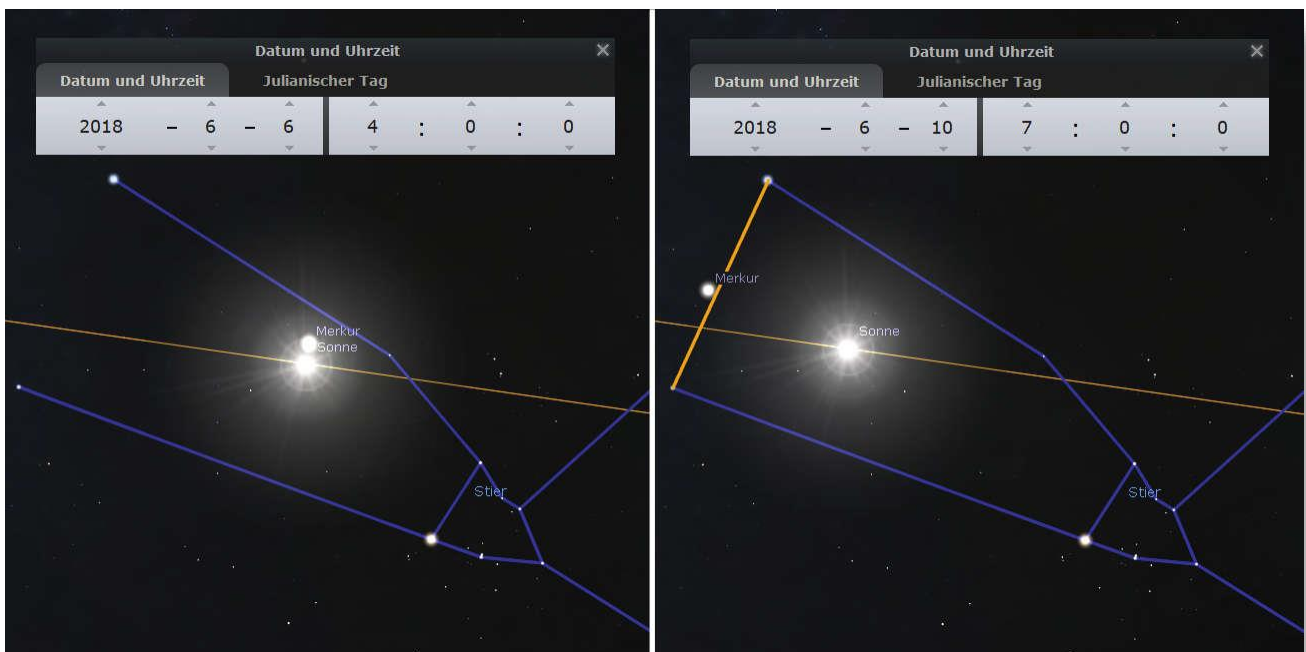 Datum und Uhrzeit ×
Datum und Uhrzeit Julianischer Tag
2018 – 6 – 6 4 : 0 : 0
Merkur
Sonne
Stier
Datum und Uhrzeit ×
Datum und Uhrzeit Julianischer Tag
2018 – 6 – 10 7 : 0 : 0
Merkur
Sonne
Stier